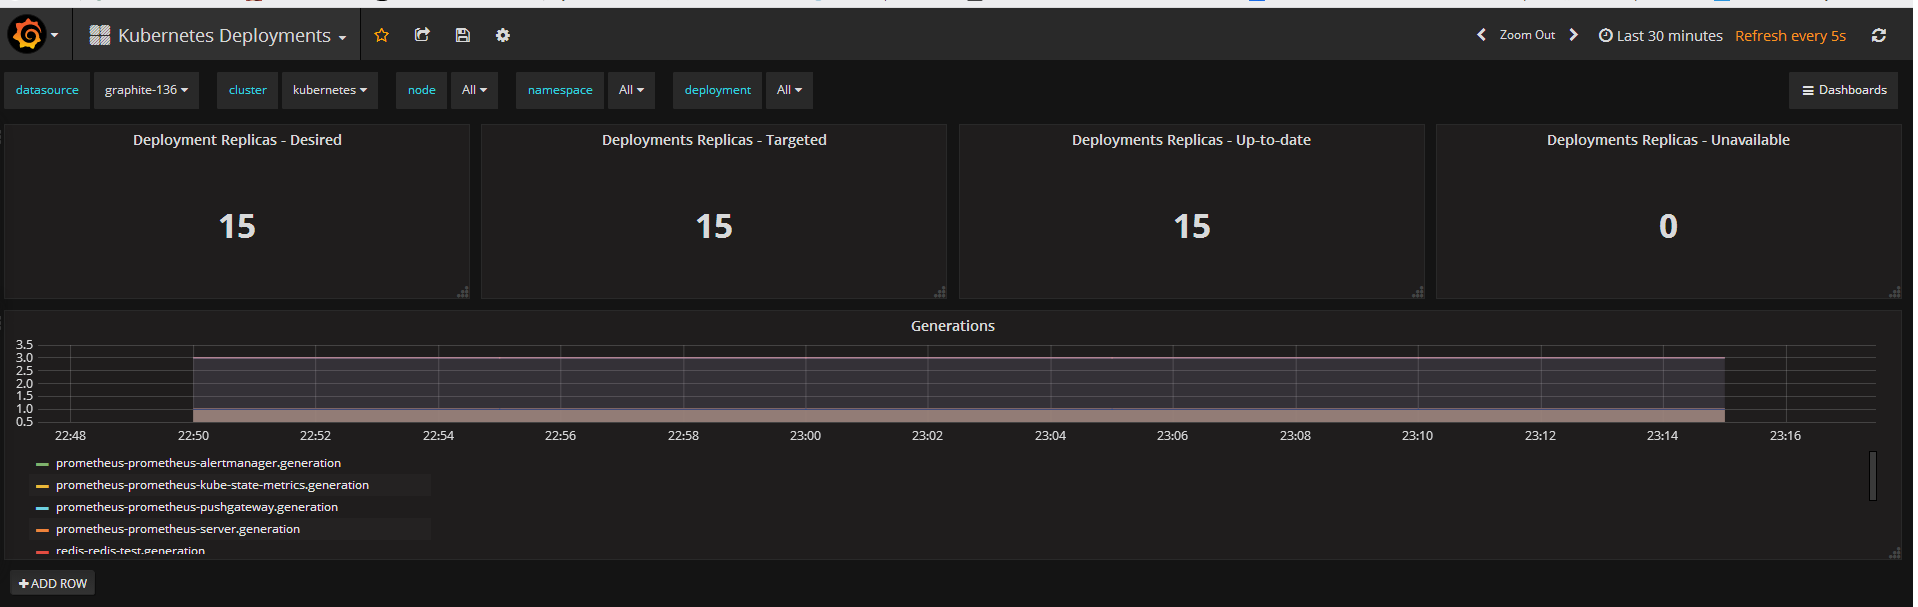 Kubernetes Deployments
Zoom Out
Last 30 minutes Refresh every 5s
datasource graphite-136 cluster kubernetes node All namespace All deployment All
Dashboards
Deployment Replicas - Desired
15
Deployments Replicas - Targeted
15
Deployments Replicas - Up-to-date
15
Deployments Replicas - Unavailable
0
Generations
3.5
3.0
2.5
2.0
1.5
1.0
0.5
22:48 22:50 22:52 22:54 22:56 22:58 23:00 23:02 23:04 23:06 23:08 23:10 23:12 23:14 23:16
prometheus-prometheus-alertmanager.generation
prometheus-prometheus-kube-state-metrics.generation
prometheus-prometheus-pushgateway.generation
prometheus-prometheus-server.generation
redis-redis-test.generation
ADD ROW